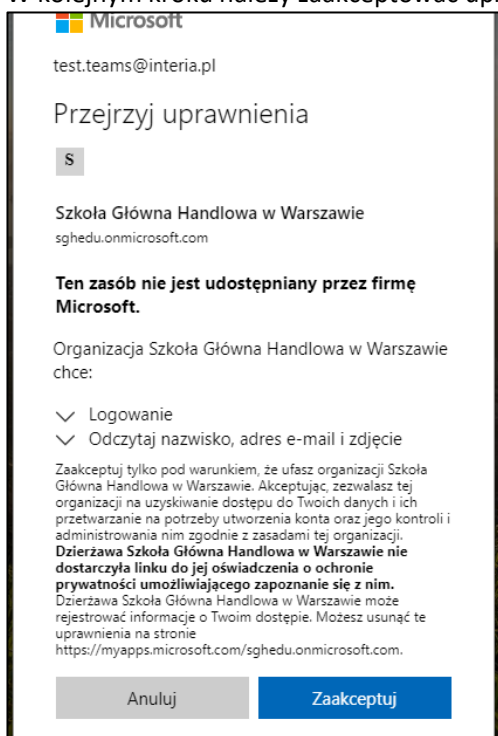 W kolejnym kroku należy zaakceptować
Microsoft
test.teams@interia.pl
Przejrzyj uprawnienia
S
Szkoła Główna Handlowa w Warszawie
sghedu.onmicrosoft.com
Ten zasób nie jest udostępniany przez firmę
Microsoft.
Organizacja Szkoła Główna Handlowa w Warszawie
chce:
Logowanie
Odczytaj nazwisko, adres e-mail i zdjęcie
Zaakceptuj tylko pod warunkiem, że ufasz organizacji Szkoła
Główna Handlowa w Warszawie. Akceptując, zezwalasz tej
organizacji na uzyskiwanie dostępu do Twoich danych i ich
przetwarzanie na potrzeby utworzenia konta oraz jego kontroli i
administrowania nim zgodnie z zasadami tej organizacji.
Dzierżawa Szkoła Główna Handlowa w Warszawie nie
dostarczyła linku do jej oświadczenia o ochronie
prywatności umożliwiającego zapoznanie się z nim.
Dzierżawa Szkoła Główna Handlowa w Warszawie może
rejestrować informacje o Twoim dostępie. Możesz usunąć te
uprawnienia na stronie
https://myapps.microsoft.com/sghedu.onmicrosoft.com.
Anuluj
Zaakceptuj